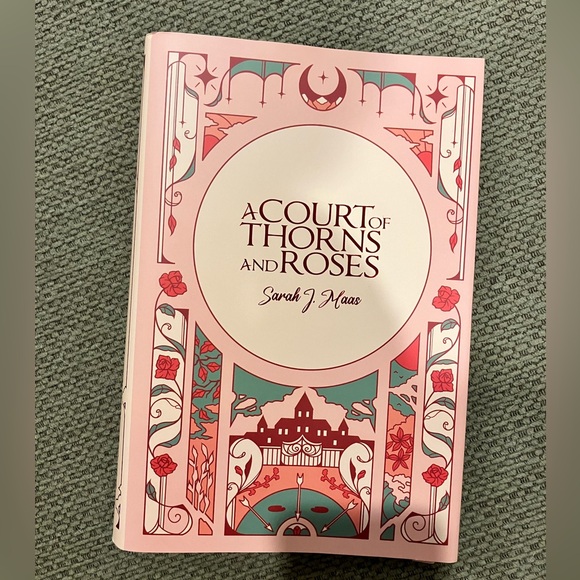 A COURT OF
THORNS
AND ROSES
Sarah J. Maas